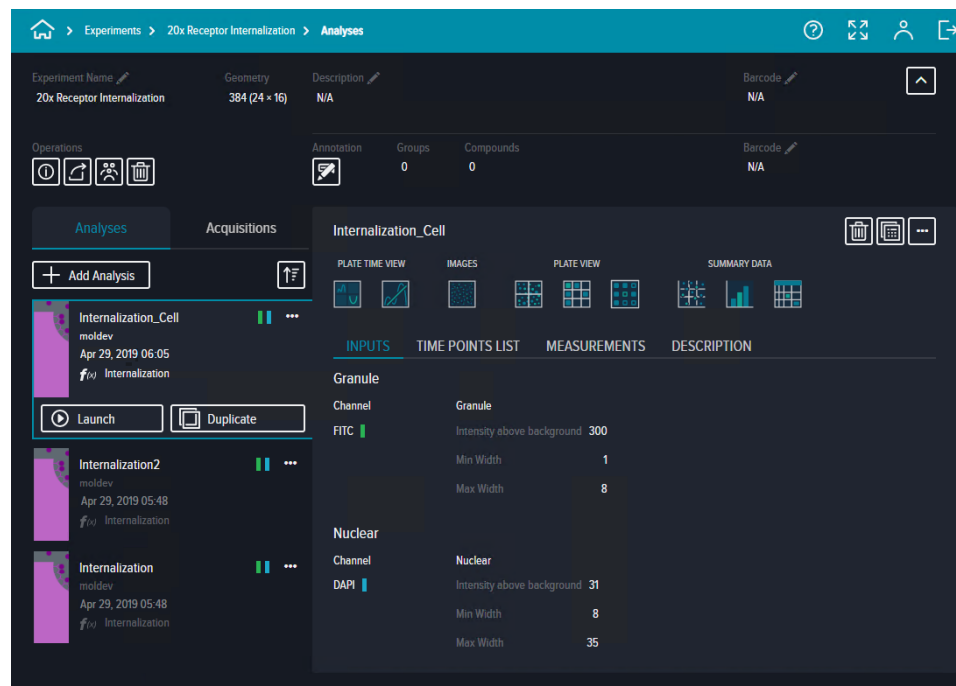 Experiments > 20x Receptor Internalization > Analyses
Experiment Name Geometry Description Barcode
20x Receptor Internalization 384 (24 × 16) N/A N/A
Operations Annotation Groups Compounds Barcode
0 0 N/A
Analyses Acquisitions
+ Add Analysis
Internalization_Cell
moldev
Apr 29, 2019 06:05
f(x) Internalization
Launch Duplicate
Internalization2
moldev
Apr 29, 2019 05:48
f(x) Internalization
Internalization
moldev
Apr 29, 2019 05:48
f(x) Internalization
Internalization_Cell
PLATE TIME VIEW IMAGES PLATE VIEW SUMMARY DATA
INPUTS TIME POINTS LIST MEASUREMENTS DESCRIPTION
Granule
Channel Granule
FITC Intensity above background 300
Min Width 1
Max Width 8
Nuclear
Channel Nuclear
DAPI Intensity above background 31
Min Width 8
Max Width 35